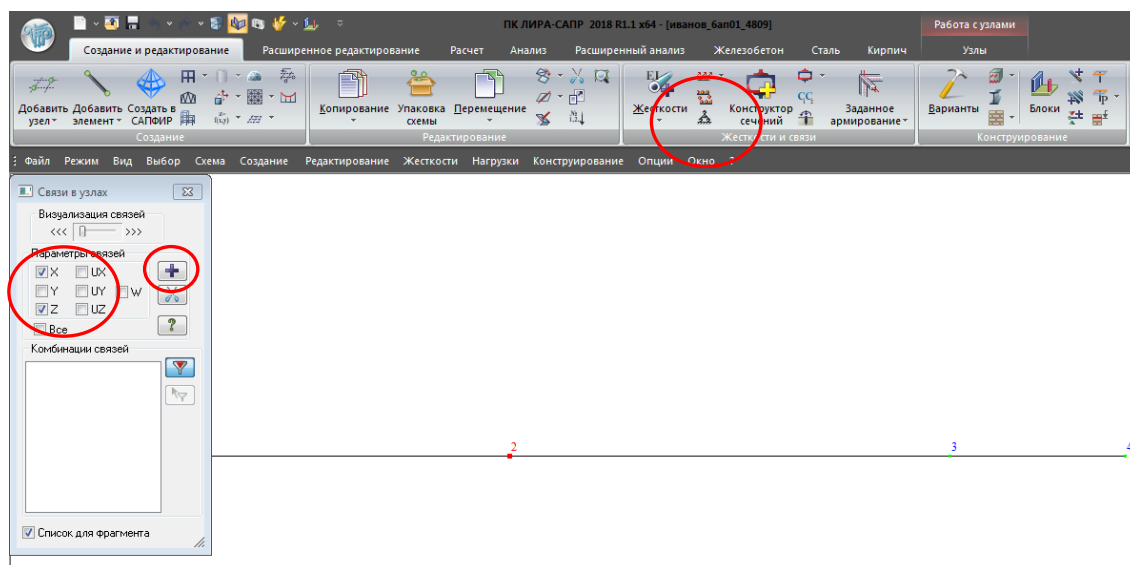 ПК ЛИРА-САПР 2018 R1.1 x64 - [иванов_6ап01_4809]
Работа с узлами
Создание и редактирование
Расширенное редактирование
Расчет
Анализ
Расширенный анализ
Железобетон
Сталь
Кирпич
Узлы
Добавить узел
Добавить элемент
Создать в САПФИР
Копирование
Упаковка схемы
Перемещение
Жесткости
Конструктор сечений
Заданное армирование
Варианты
Блоки
Создание
Редактирование
Жесткости и связи
Конструирование
Файл Режим Вид Выбор Схема Создание Редактирование Жесткости Нагрузки Конструирование Опции Окно ?
Связи в узлах
Визуализация связей
<<< >>>
Параметры связей
X UX
Y UY W
Z UZ
Все
Комбинации связей
Список для фрагмента
2
3
4